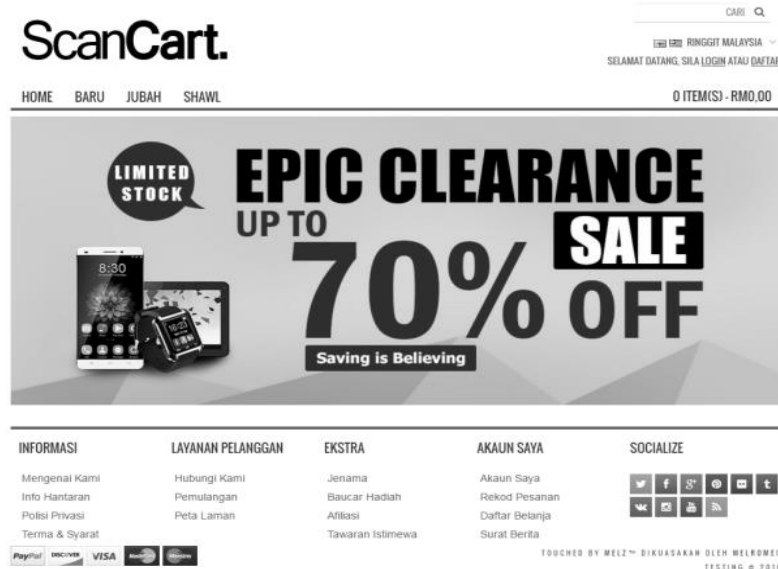 CARI
ScanCart.
RINGGIT MALAYSIA
SELAMAT DATANG, SILA LOGIN ATAU DAFTAR
HOME BARU JUBAH SHAWL
0 ITEM(S) - RM0,00
LIMITED
STOCK
EPIC CLEARANCE
UP TO
SALE
70% OFF
8:30
Saving is Believing
INFORMASI
Mengenai Kami
Info Hantaran
Polisi Privasi
Terma & Syarat
LAYANAN PELANGGAN
Hubungi Kami
Pemulangan
Peta Laman
EKSTRA
Jenama
Baucar Hadiah
Afiliasi
Tawaran Istimewa
AKAUN SAYA
Akaun Saya
Rekod Pesanan
Daftar Belanja
Surat Berita
SOCIALIZE
PayPal DISCOVER VISA
TOUCHED BY MELZ™ DIKUASAKAN OLEH MELROMEO